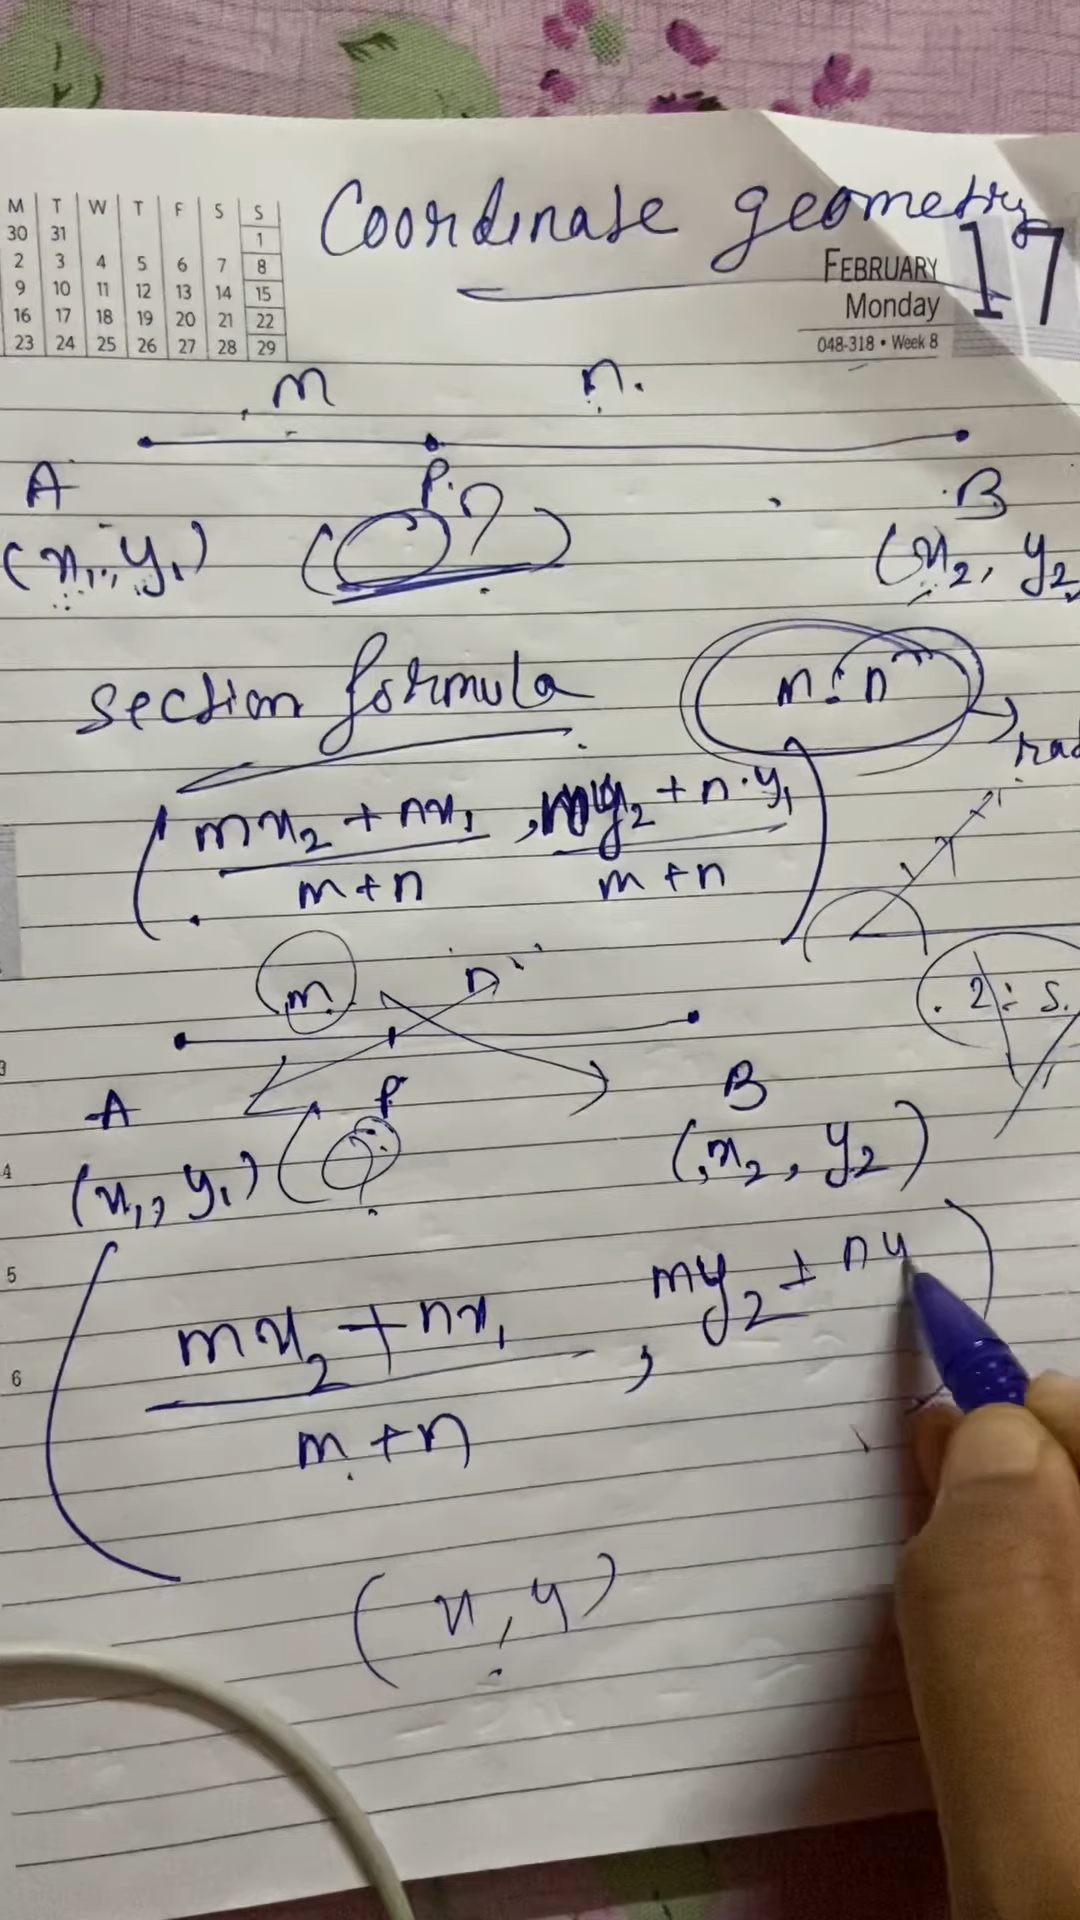 Coordinate geometry
M T W T F S S
30 31 1
2 3 4 5 6 7 8
9 10 11 12 13 14 15
16 17 18 19 20 21 22
23 24 25 26 27 28 29
FEBRUARY
Monday
17
048-318 • Week 8
m n.
A P. B
(x₁, y₁) ( ? ) (x₂, y₂
section formula m : n
(mx₂ + nx₁ / m + n , my₂ + n·y₁ / m + n)
m n 2 : 5.
A P B
(x₁, y₁) ( ? (x₂, y₂)
4
5
(mx₂ + nx₁ / m + n , my₂ + ny )
6
(x, y)